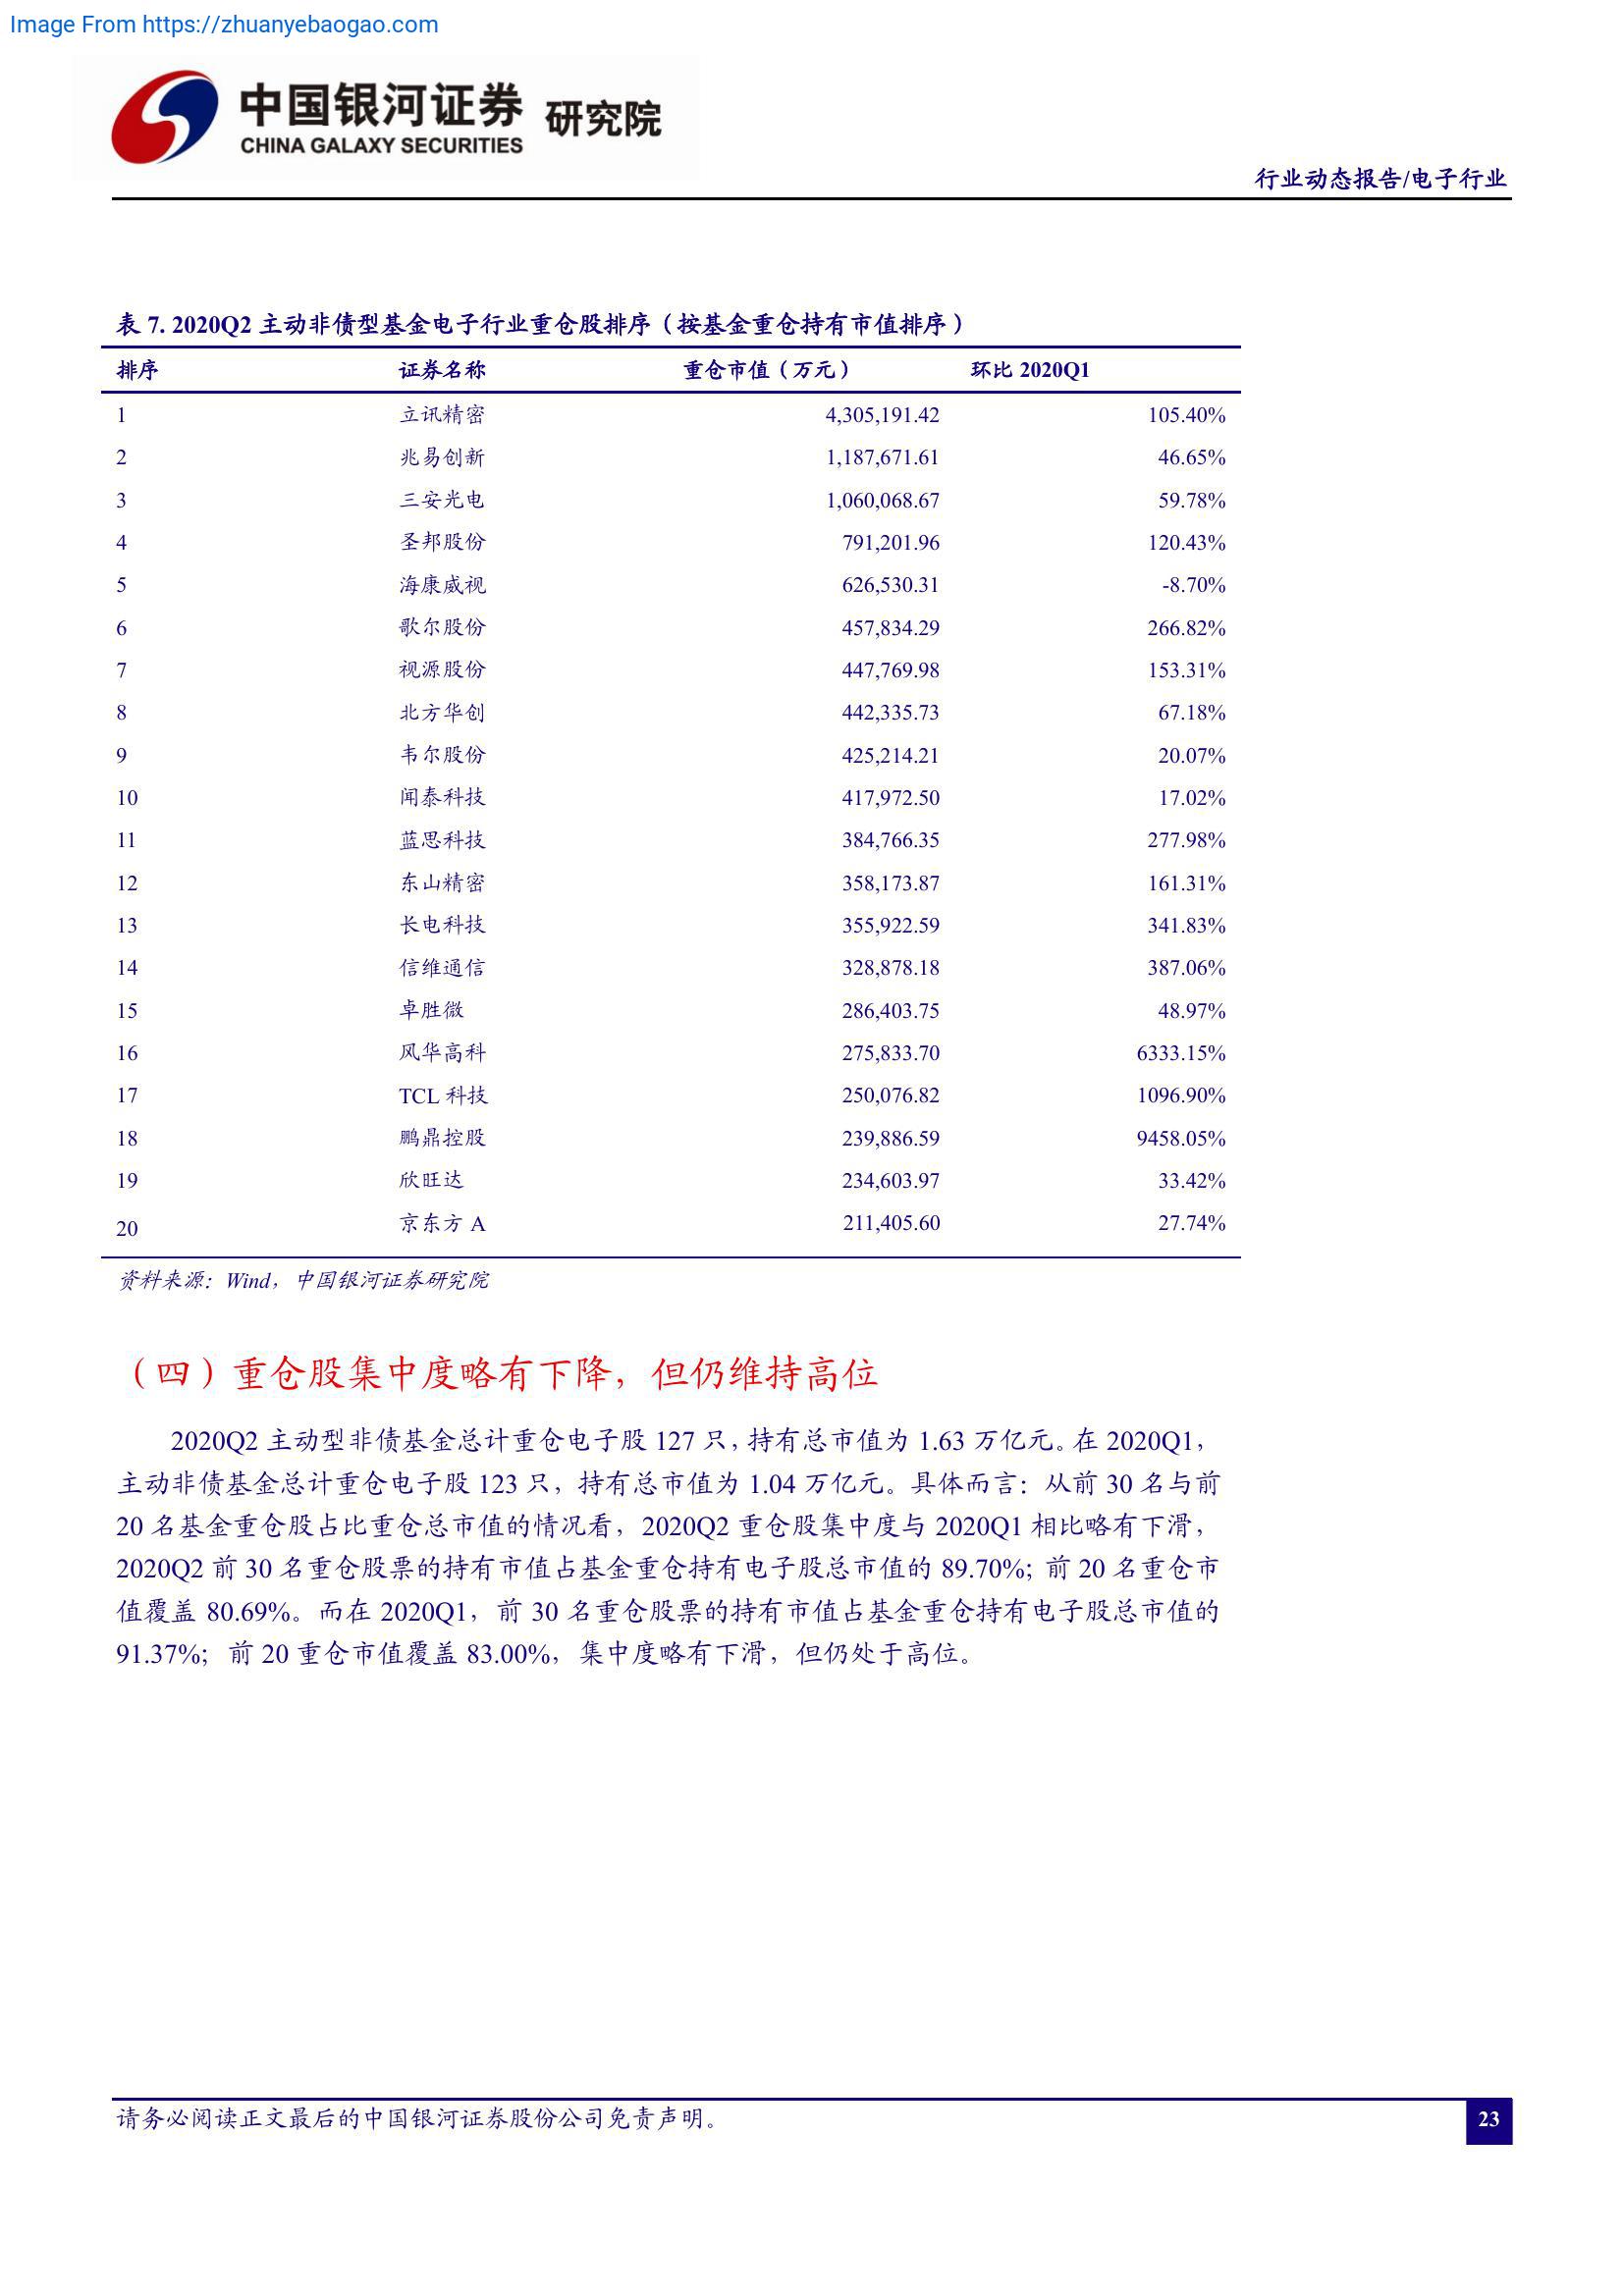 Image From https://zhuanyebaogao.com
中国银河证券 研究院
CHINA GALAXY SECURITIES
行业动态报告/电子行业
表 7. 2020Q2 主动非债型基金电子行业重仓股排序（按基金重仓持有市值排序）
排序 证券名称 重仓市值（万元） 环比 2020Q1
1 立讯精密 4,305,191.42 105.40%
2 兆易创新 1,187,671.61 46.65%
3 三安光电 1,060,068.67 59.78%
4 圣邦股份 791,201.96 120.43%
5 海康威视 626,530.31 -8.70%
6 歌尔股份 457,834.29 266.82%
7 视源股份 447,769.98 153.31%
8 北方华创 442,335.73 67.18%
9 韦尔股份 425,214.21 20.07%
10 闻泰科技 417,972.50 17.02%
11 蓝思科技 384,766.35 277.98%
12 东山精密 358,173.87 161.31%
13 长电科技 355,922.59 341.83%
14 信维通信 328,878.18 387.06%
15 卓胜微 286,403.75 48.97%
16 风华高科 275,833.70 6333.15%
17 TCL 科技 250,076.82 1096.90%
18 鹏鼎控股 239,886.59 9458.05%
19 欣旺达 234,603.97 33.42%
20 京东方 A 211,405.60 27.74%
资料来源：Wind，中国银河证券研究院
（四）重仓股集中度略有下降，但仍维持高位
2020Q2 主动型非债基金总计重仓电子股 127 只，持有总市值为 1.63 万亿元。在 2020Q1，
主动非债基金总计重仓电子股 123 只，持有总市值为 1.04 万亿元。具体而言：从前 30 名与前
20 名基金重仓股占比重仓总市值的情况看，2020Q2 重仓股集中度与 2020Q1 相比略有下滑，
2020Q2 前 30 名重仓股票的持有市值占基金重仓持有电子股总市值的 89.70%；前 20 名重仓市
值覆盖 80.69%。而在 2020Q1，前 30 名重仓股票的持有市值占基金重仓持有电子股总市值的
91.37%；前 20 重仓市值覆盖 83.00%，集中度略有下滑，但仍处于高位。
请务必阅读正文最后的中国银河证券股份公司免责声明。
23